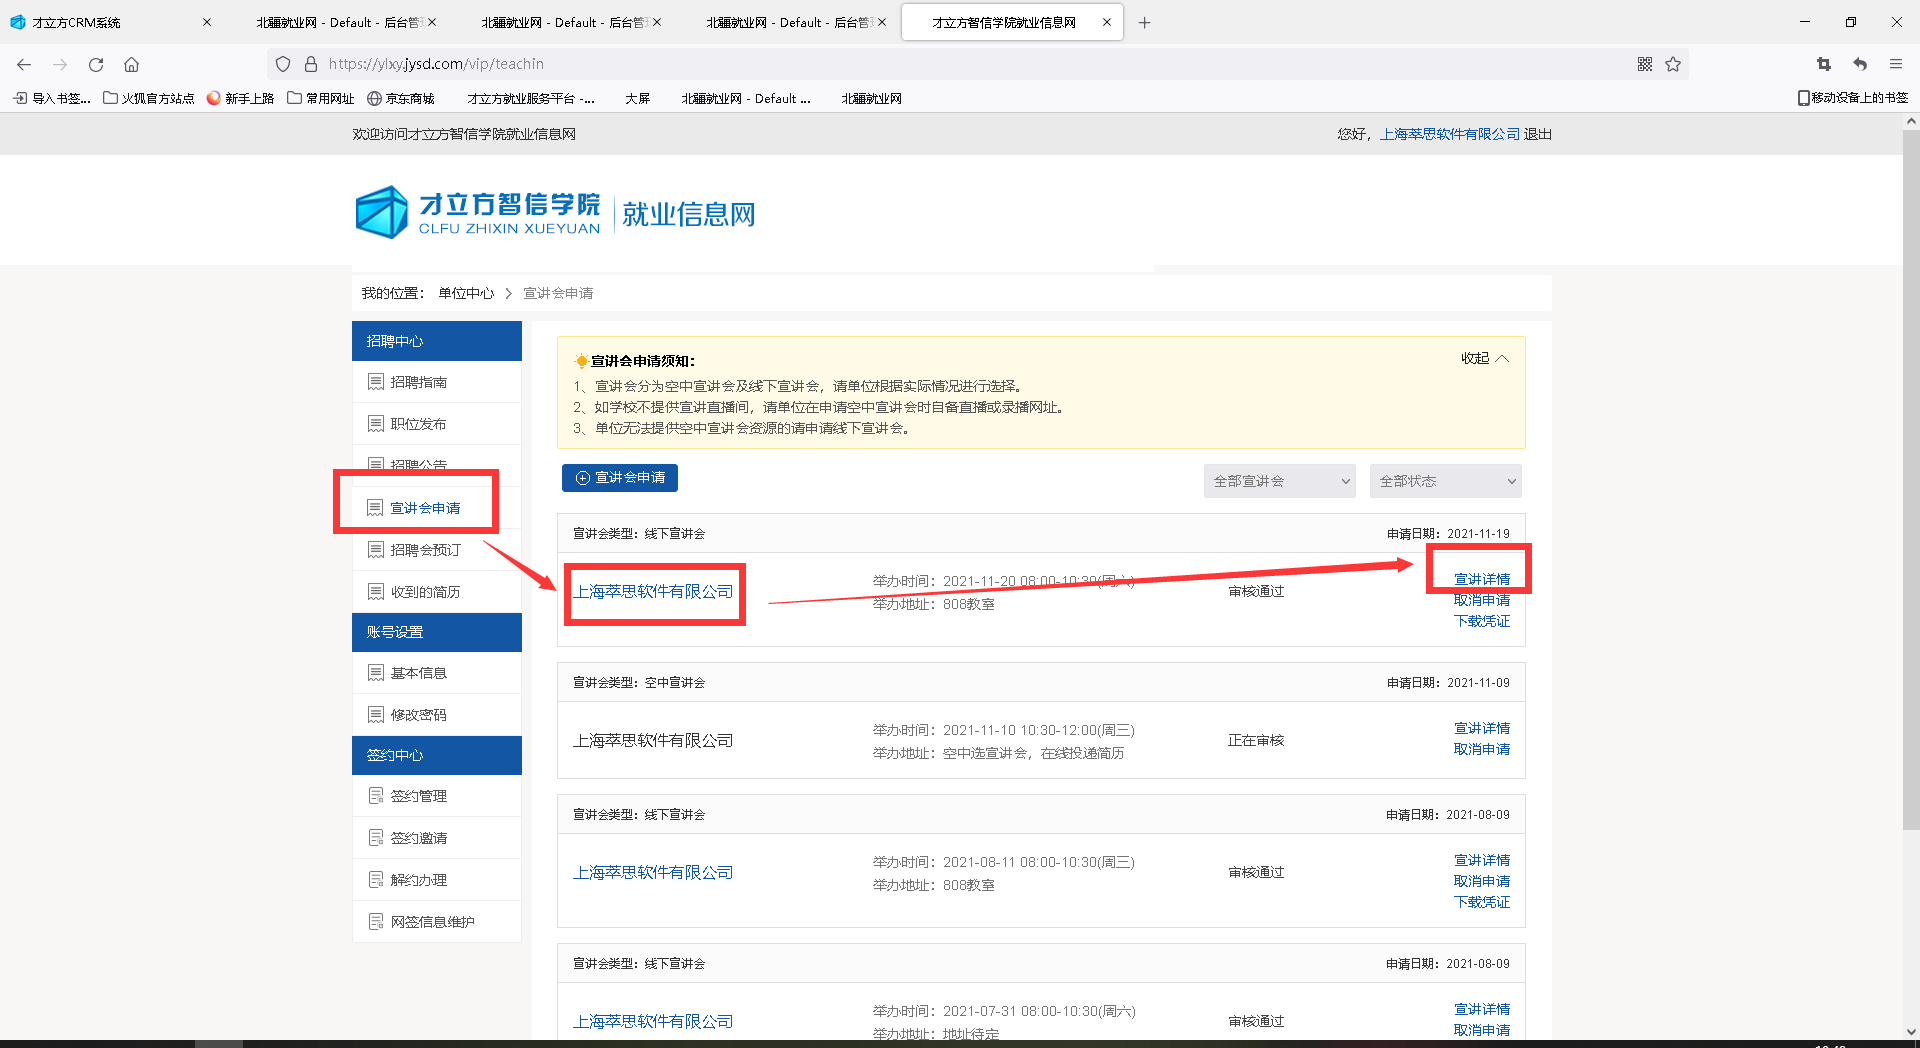 才立方CRM系统
北疆就业网 - Default - 后台管
北疆就业网 - Default - 后台管
北疆就业网 - Default - 后台管
才立方智信学院就业信息网
https://ylxy.jysd.com/vip/teachin
导入书签... 火狐官方站点 新手上路 常用网址 京东商城 才立方就业服务平台 -... 大屏 北疆就业网 - Default ... 北疆就业网 移动设备上的书签
欢迎访问才立方智信学院就业信息网 您好，上海萃思软件有限公司 退出
才立方智信学院 就业信息网
CLFU ZHIXIN XUEYUAN
我的位置： 单位中心 > 宣讲会申请
招聘中心
招聘指南
职位发布
招聘公告
宣讲会申请
招聘会预订
收到的简历
账号设置
基本信息
修改密码
签约中心
签约管理
签约邀请
解约办理
网签信息维护
宣讲会申请须知： 收起
1、宣讲会分为空中宣讲会及线下宣讲会，请单位根据实际情况进行选择。
2、如学校不提供宣讲直播间，请单位在申请空中宣讲会时自备直播或录播网址。
3、单位无法提供空中宣讲会资源的请申请线下宣讲会。
宣讲会申请 全部宣讲会 全部状态
宣讲会类型：线下宣讲会 申请日期：2021-11-19
上海萃思软件有限公司
举办时间：2021-11-20 08:00-10:30(周六)
举办地址：808教室
审核通过
宣讲详情
取消申请
下载凭证
宣讲会类型：空中宣讲会 申请日期：2021-11-09
上海萃思软件有限公司
举办时间：2021-11-10 10:30-12:00(周三)
举办地址：空中选宣讲会，在线投递简历
正在审核
宣讲详情
取消申请
宣讲会类型：线下宣讲会 申请日期：2021-08-09
上海萃思软件有限公司
举办时间：2021-08-11 08:00-10:30(周三)
举办地址：808教室
审核通过
宣讲详情
取消申请
下载凭证
宣讲会类型：线下宣讲会 申请日期：2021-08-09
上海萃思软件有限公司
举办时间：2021-07-31 08:00-10:30(周六)
举办地址：地址待定
审核通过
宣讲详情
取消申请